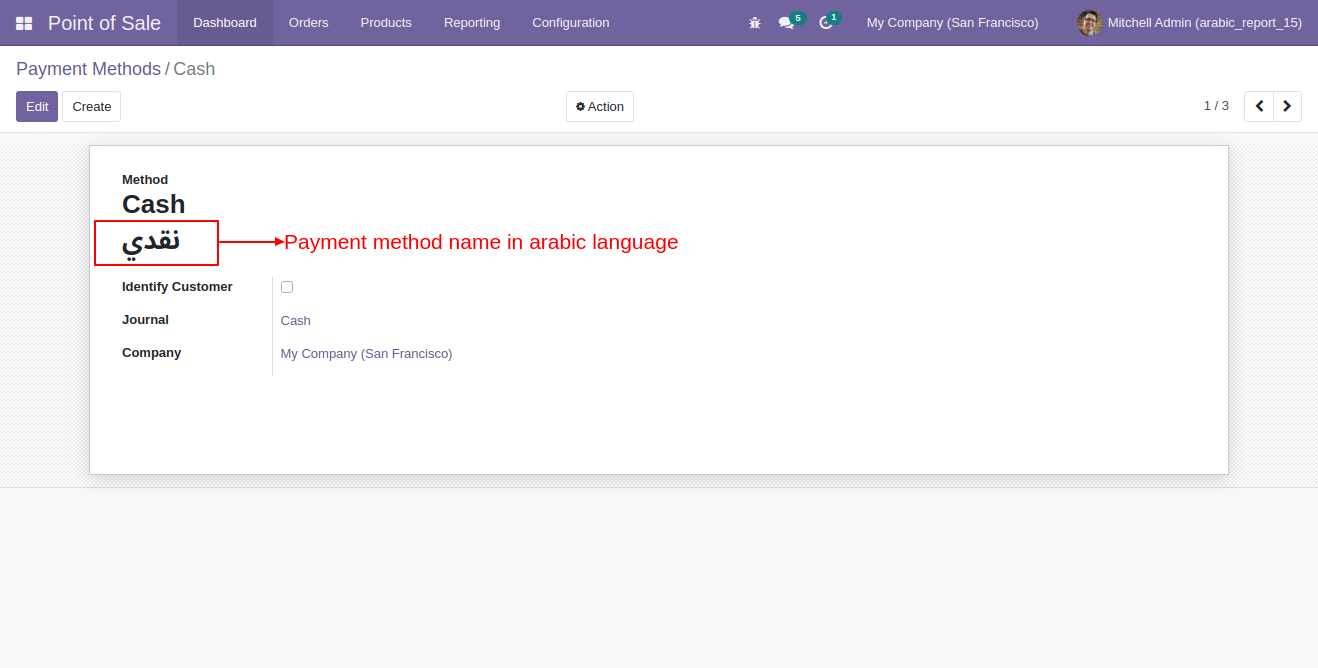 Point of Sale Dashboard Orders Products Reporting Configuration 5 1 My Company (San Francisco) Mitchell Admin (arabic_report_15)
Payment Methods / Cash
Edit Create Action 1 / 3
Method
Cash
نقدي Payment method name in arabic language
Identify Customer
Journal Cash
Company My Company (San Francisco)